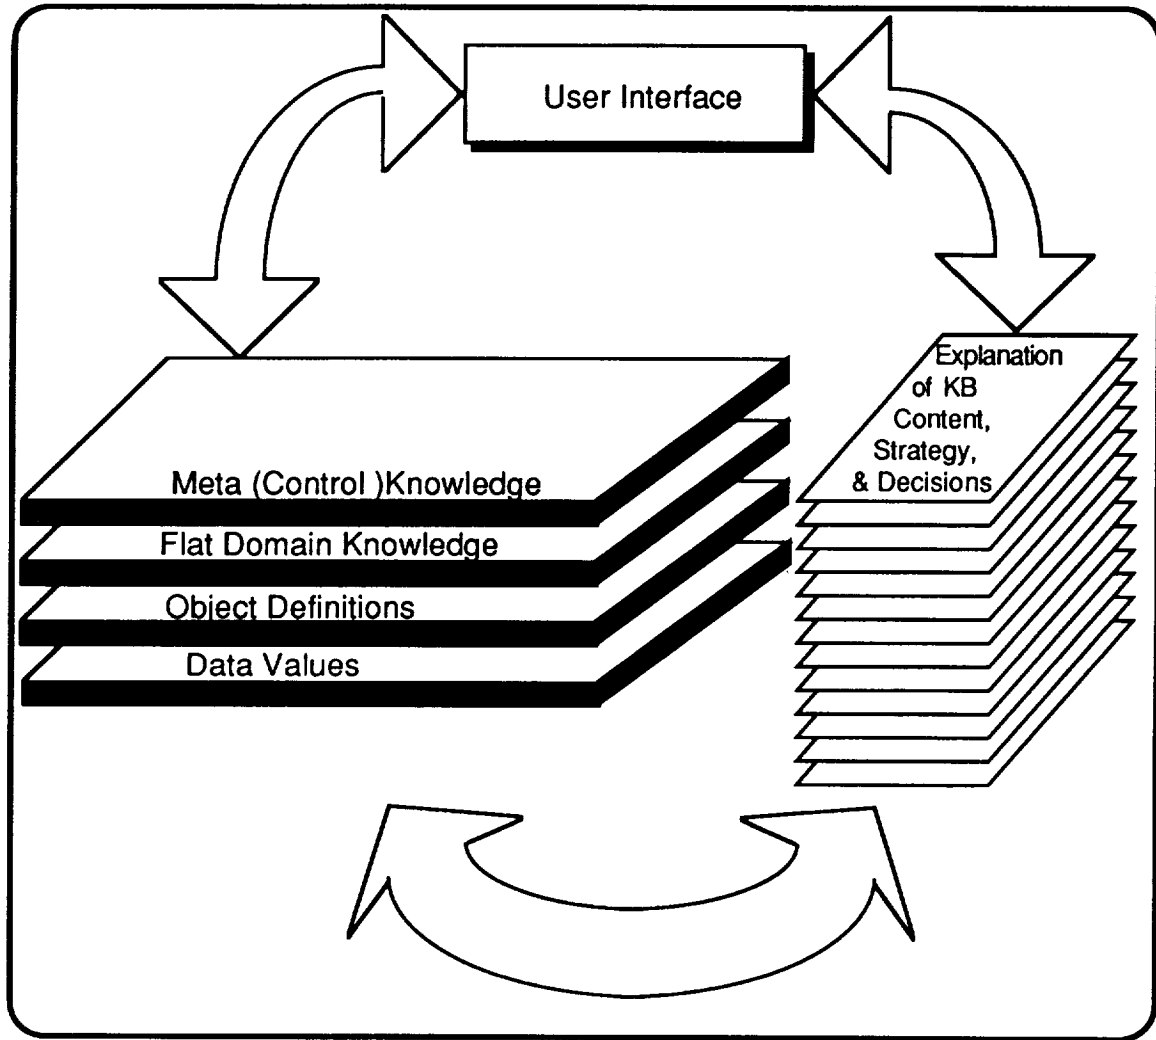 User Interface
Explanation
of KB
Content,
Strategy,
& Decisions
Meta (Control )Knowledge
Flat Domain Knowledge
Object Definitions
Data Values